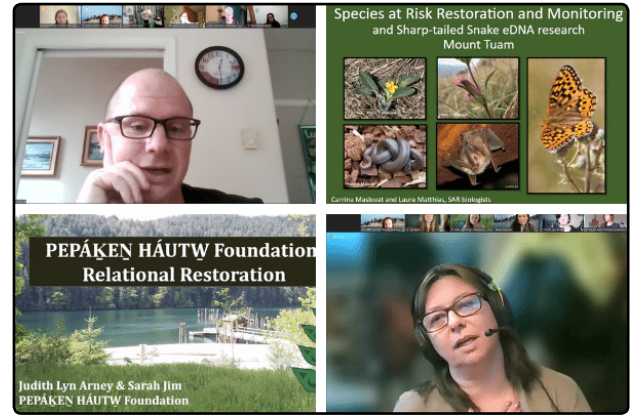 Species at Risk Restoration and Monitoring
and Sharp-tailed Snake eDNA research
Mount Tuam
Carrina Maslovat and Laura Matthias, SAR biologists
PEPÁḴEṈ HÁUTW̱ Foundation
Relational Restoration
Judith Lyn Arney & Sarah Jim
PEPÁḴEṈ HÁUTW̱ Foundation